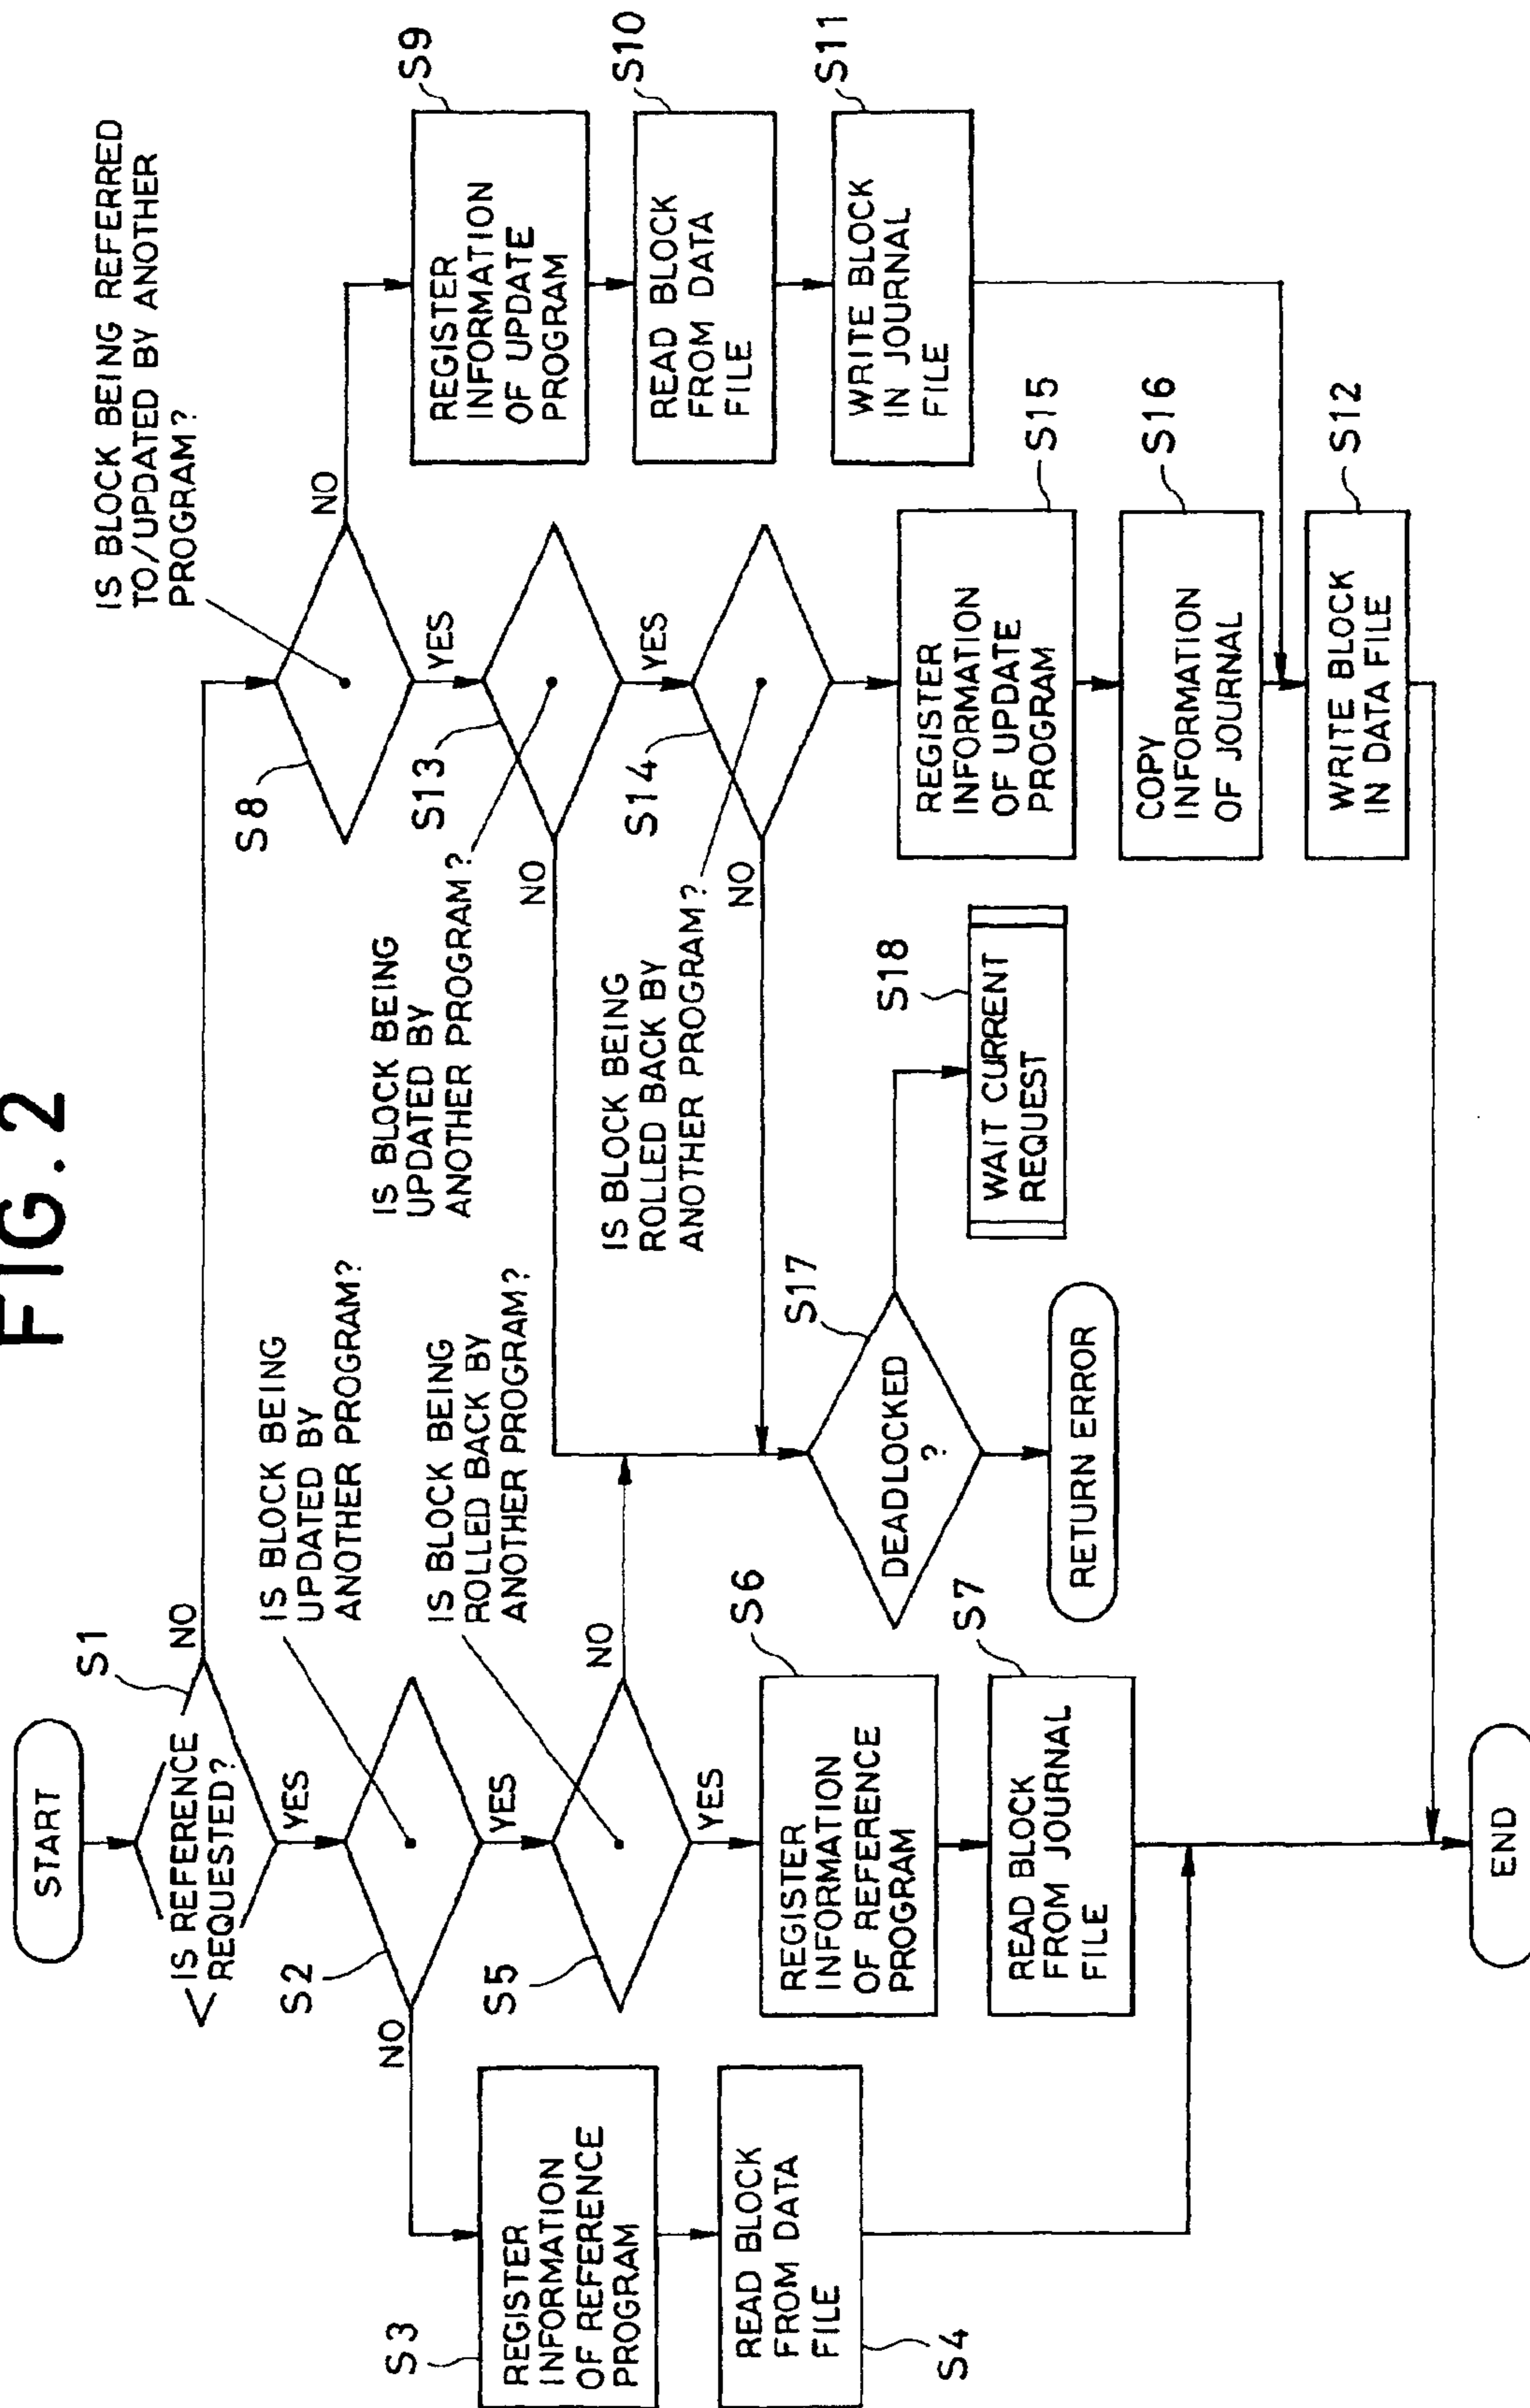 FIG. 2
START
IS REFERENCE
REQUESTED?
S1
NO
YES
IS BLOCK BEING
UPDATED BY
ANOTHER PROGRAM?
S2
NO
YES
S3
REGISTER
INFORMATION
OF REFERENCE
PROGRAM
READ BLOCK
FROM DATA
FILE
S4
IS BLOCK BEING
ROLLED BACK BY
ANOTHER PROGRAM?
S5
NO
YES
S6
REGISTER
INFORMATION
OF REFERENCE
PROGRAM
S7
READ BLOCK
FROM JOURNAL
FILE
IS BLOCK BEING REFERRED
TO/UPDATED BY ANOTHER
PROGRAM?
S8
NO
YES
S9
REGISTER
INFORMATION
OF UPDATE
PROGRAM
S10
READ BLOCK
FROM DATA
FILE
S11
WRITE BLOCK
IN JOURNAL
FILE
S13
IS BLOCK BEING
UPDATED BY
ANOTHER PROGRAM?
NO
YES
S14
IS BLOCK BEING
ROLLED BACK BY
ANOTHER PROGRAM?
NO
S15
REGISTER
INFORMATION
OF UPDATE
PROGRAM
S16
COPY
INFORMATION
OF JOURNAL
S12
WRITE BLOCK
IN DATA FILE
S17
DEADLOCKED
?
S18
WAIT CURRENT
REQUEST
RETURN ERROR
END